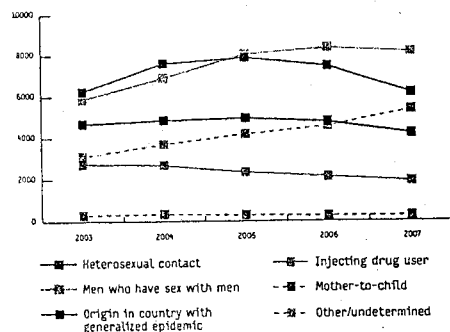 10000
8000
6000
4000
2000
0
2003 2004 2005 2006 2007
Heterosexual contact
Injecting drug user
Men who have sex with men
Mother-to-child
Origin in country with
generalized epidemic
Other/undetermined